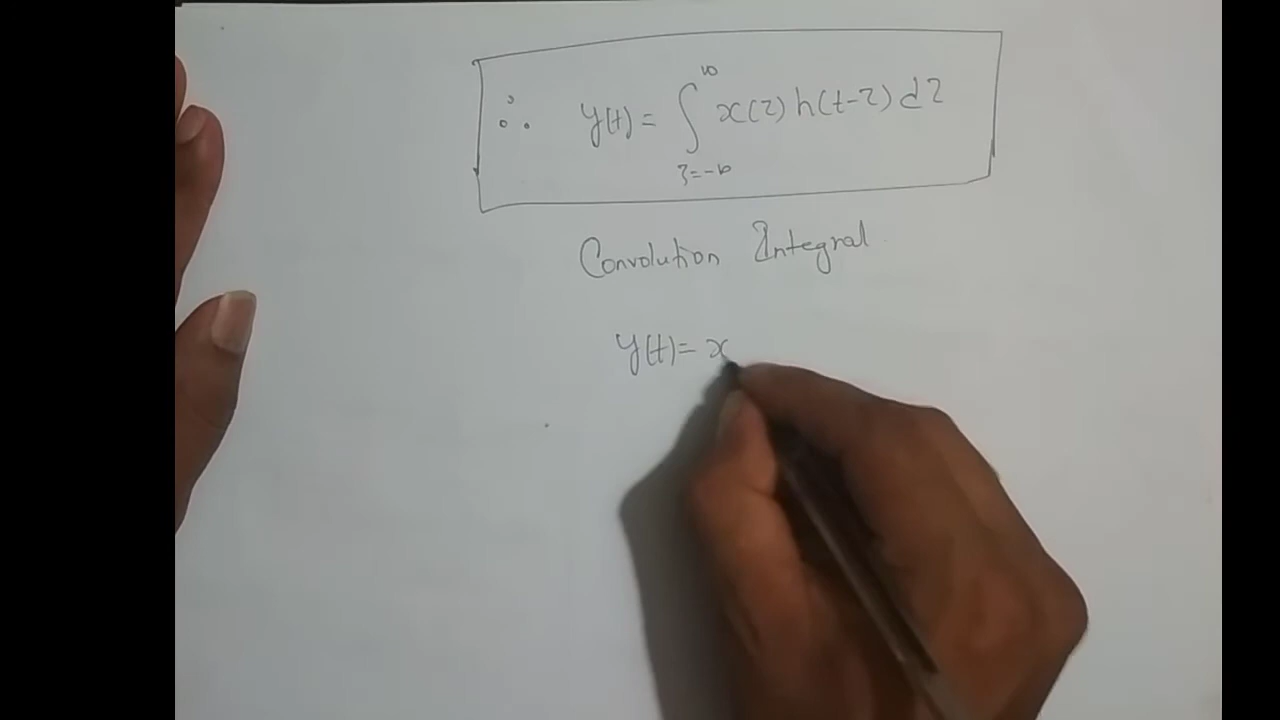 ∴ y(t) = ∫_{τ=-∞}^{∞} x(τ) h(t-τ) dτ
Convolution Integral
y(t) = x